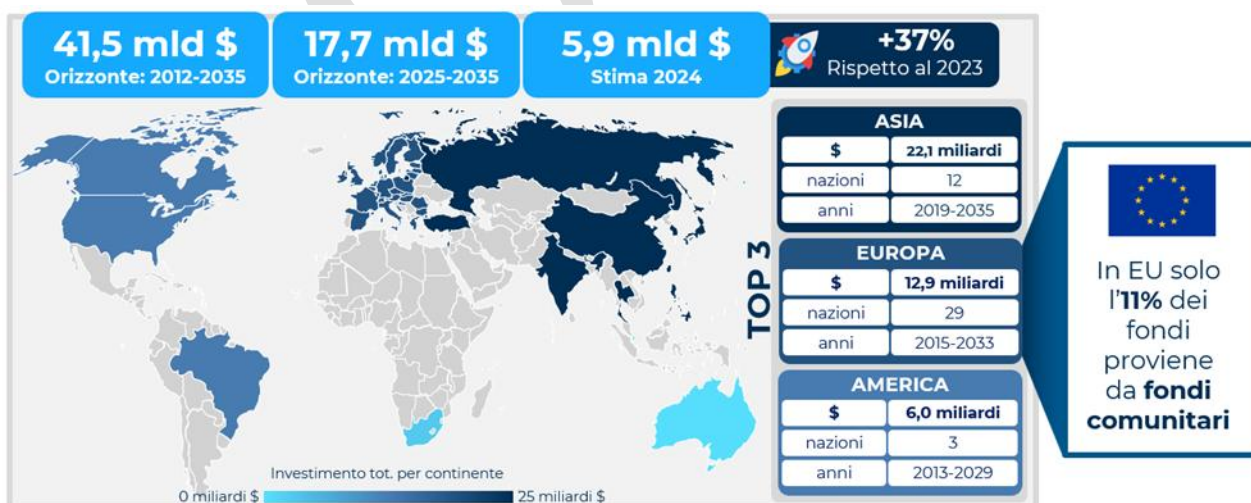 41,5 mld $
Orizzonte: 2012-2035
17,7 mld $
Orizzonte: 2025-2035
5,9 mld $
Stima 2024
+37%
Rispetto al 2023
TOP 3
ASIA
$ 22,1 miliardi
nazioni 12
anni 2019-2035
EUROPA
$ 12,9 miliardi
nazioni 29
anni 2015-2033
AMERICA
$ 6,0 miliardi
nazioni 3
anni 2013-2029
In EU solo
l'11% dei
fondi
proviene
da fondi
comunitari
Investimento tot. per continente
0 miliardi $ 25 miliardi $